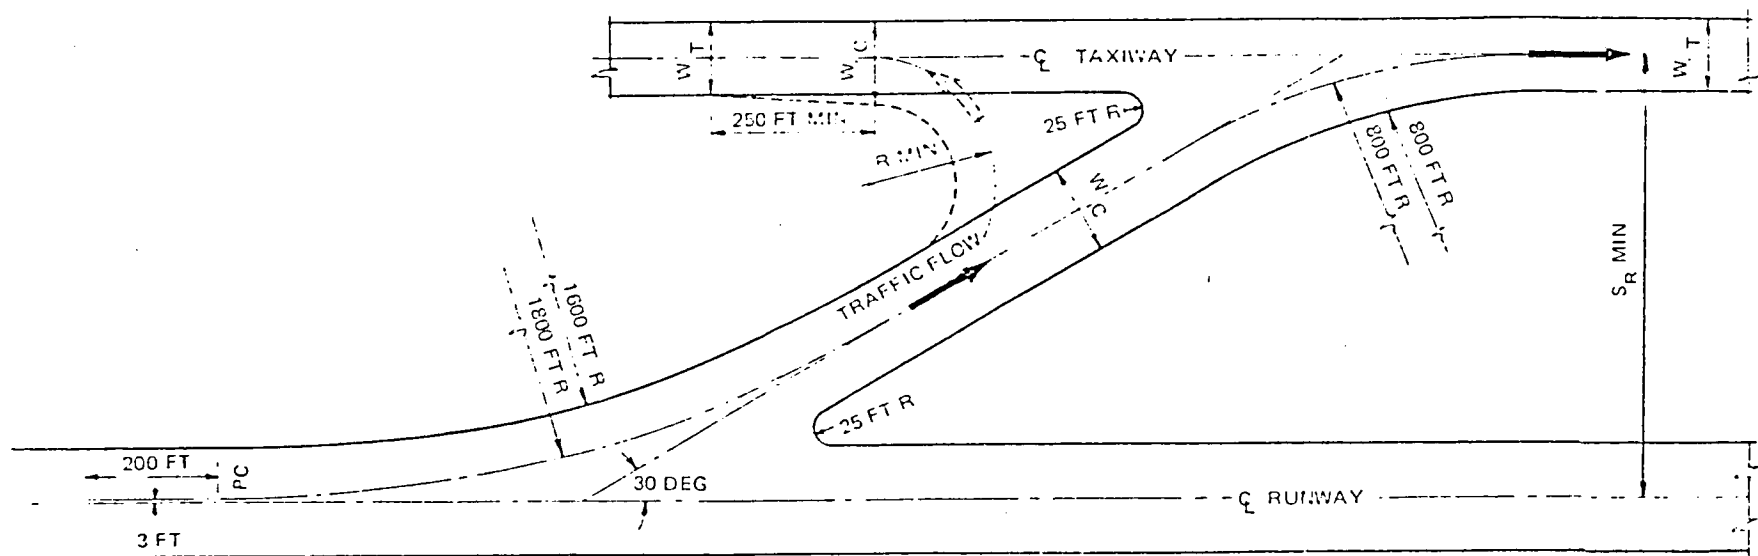 W, T
W, C
℄ TAXIWAY
W, T
250 FT MIN
25 FT R
R MIN
W, C
800 FT R
800 FT R
TRAFFIC FLOW
S_R MIN
1600 FT R
1800 FT R
25 FT R
200 FT
PC
30 DEG
℄ RUNWAY
3 FT